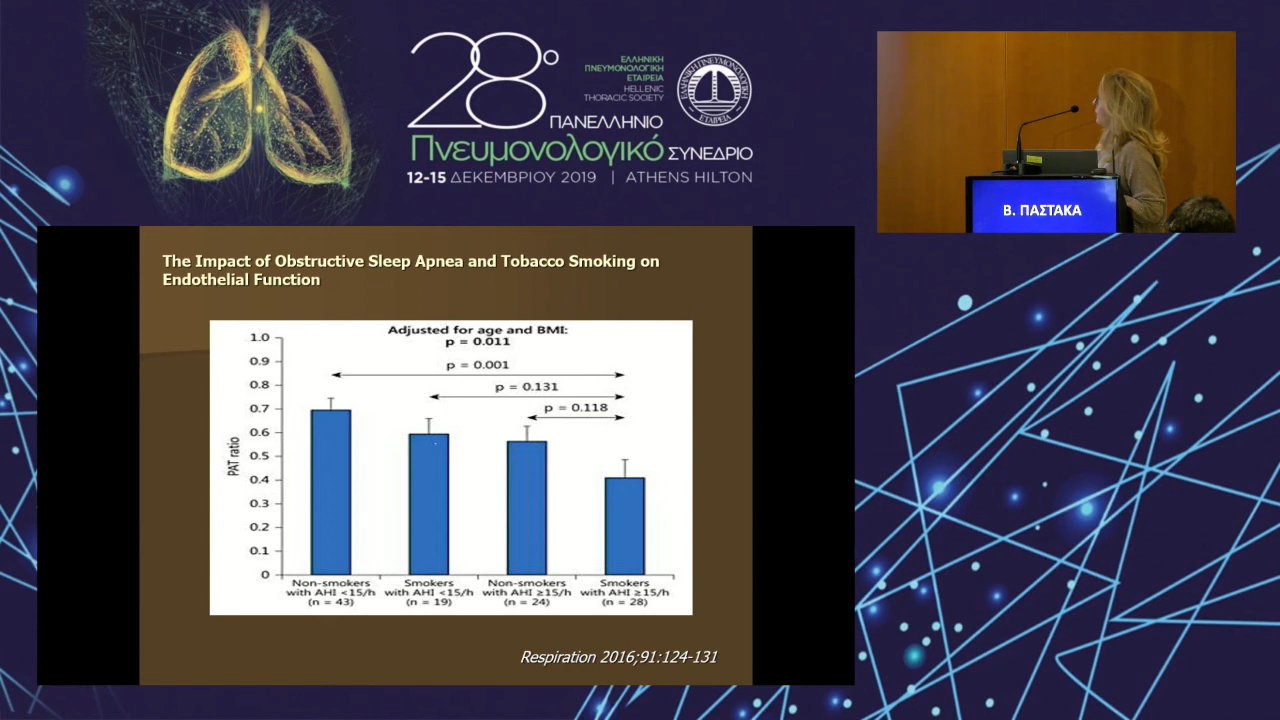 28ο
ΕΛΛΗΝΙΚΗ
ΠΝΕΥΜΟΝΟΛΟΓΙΚΗ
ΕΤΑΙΡΕΙΑ
HELLENIC
THORACIC SOCIETY
ΕΛΛΗΝΙΚΗ ΠΝΕΥΜΟΝΟΛΟΓΙΚΗ
ΕΤΑΙΡΕΙΑ
ΠΑΝΕΛΛΗΝΙΟ
Πνευμονολογικό ΣΥΝΕΔΡΙΟ
12-15 ΔΕΚΕΜΒΡΙΟΥ 2019 | ATHENS HILTON
Β. ΠΑΣΤΑΚΑ
The Impact of Obstructive Sleep Apnea and Tobacco Smoking on
Endothelial Function
Adjusted for age and BMI:
p = 0.011
p = 0.001
p = 0.131
p = 0.118
PAT ratio
1.0
0.9
0.8
0.7
0.6
0.5
0.4
0.3
0.2
0.1
0
Non-smokers
with AHI <15/h
(n = 43)
Smokers
with AHI <15/h
(n = 19)
Non-smokers
with AHI ≥15/h
(n = 24)
Smokers
with AHI ≥15/h
(n = 28)
Respiration 2016;91:124-131